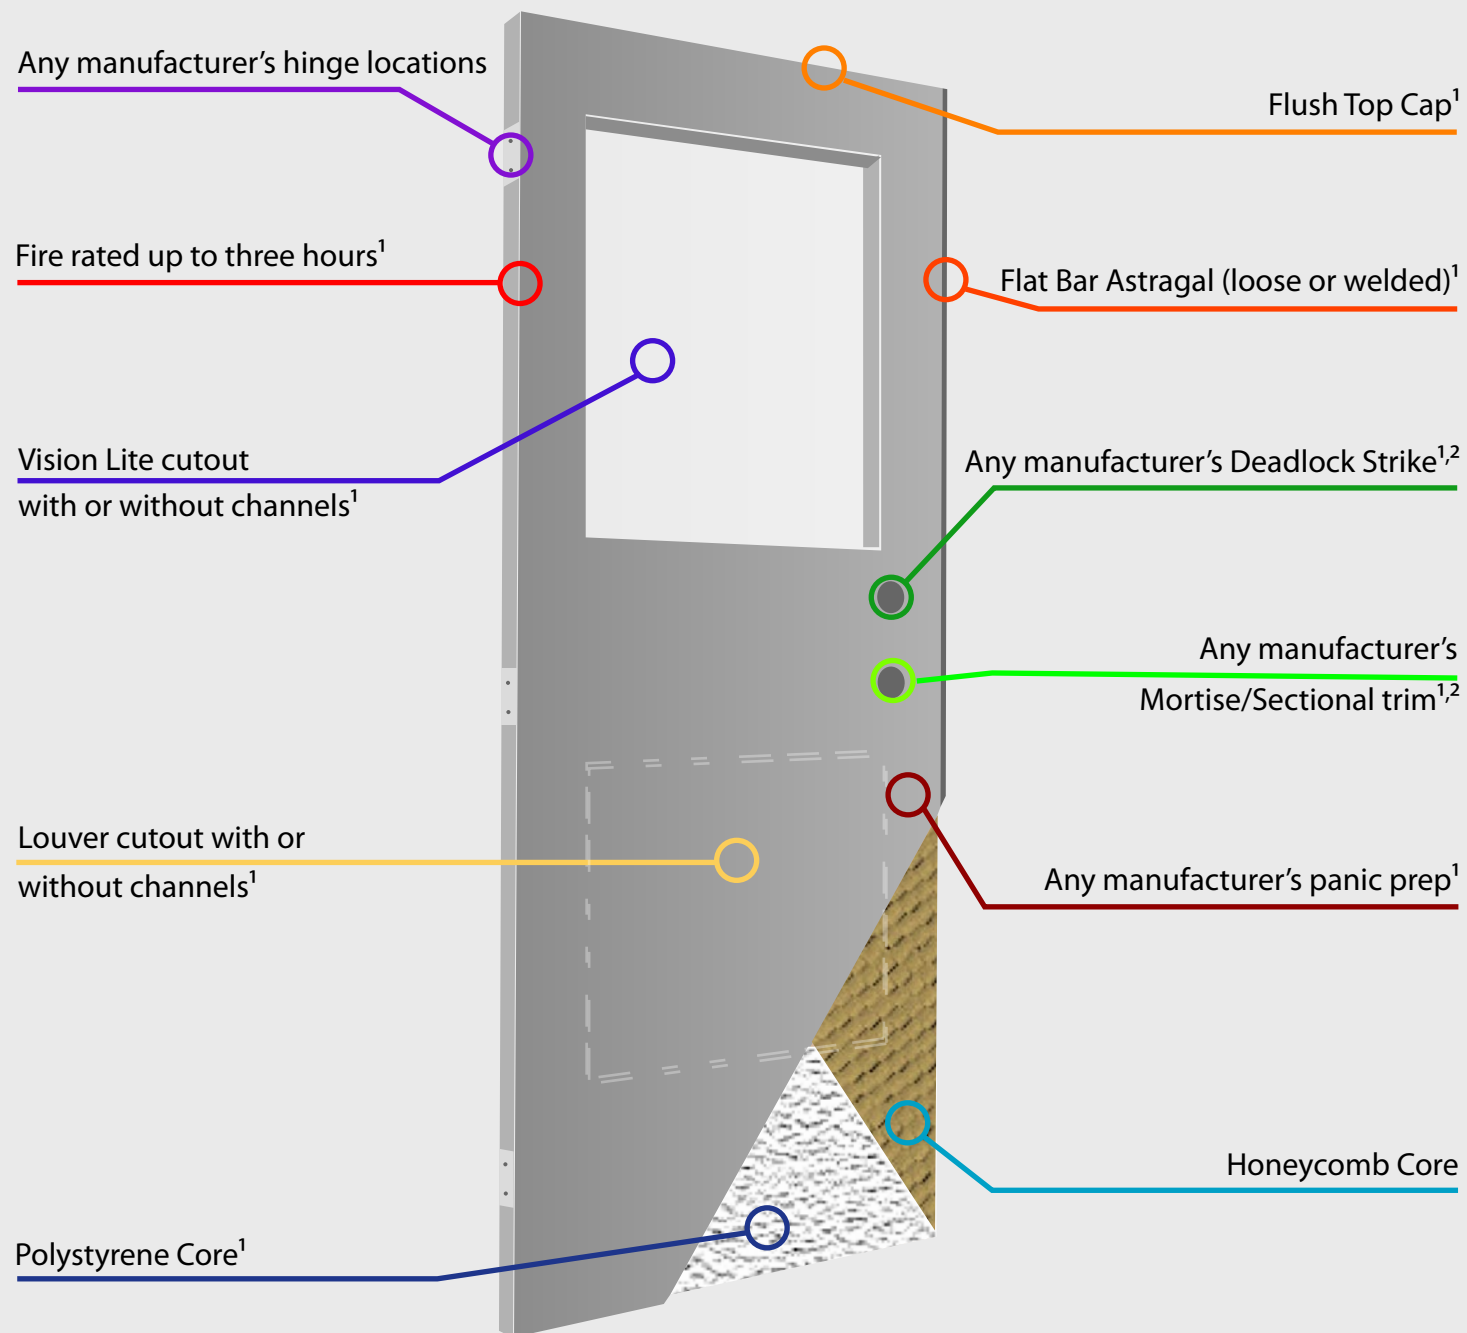 Any manufacturer’s hinge locations
Fire rated up to three hours¹
Vision Lite cutout
with or without channels¹
Louver cutout with or
without channels¹
Polystyrene Core¹
Flush Top Cap¹
Flat Bar Astragal (loose or welded)¹
Any manufacturer’s Deadlock Strike¹,²
Any manufacturer’s
Mortise/Sectional trim¹,²
Any manufacturer’s panic prep¹
Honeycomb Core